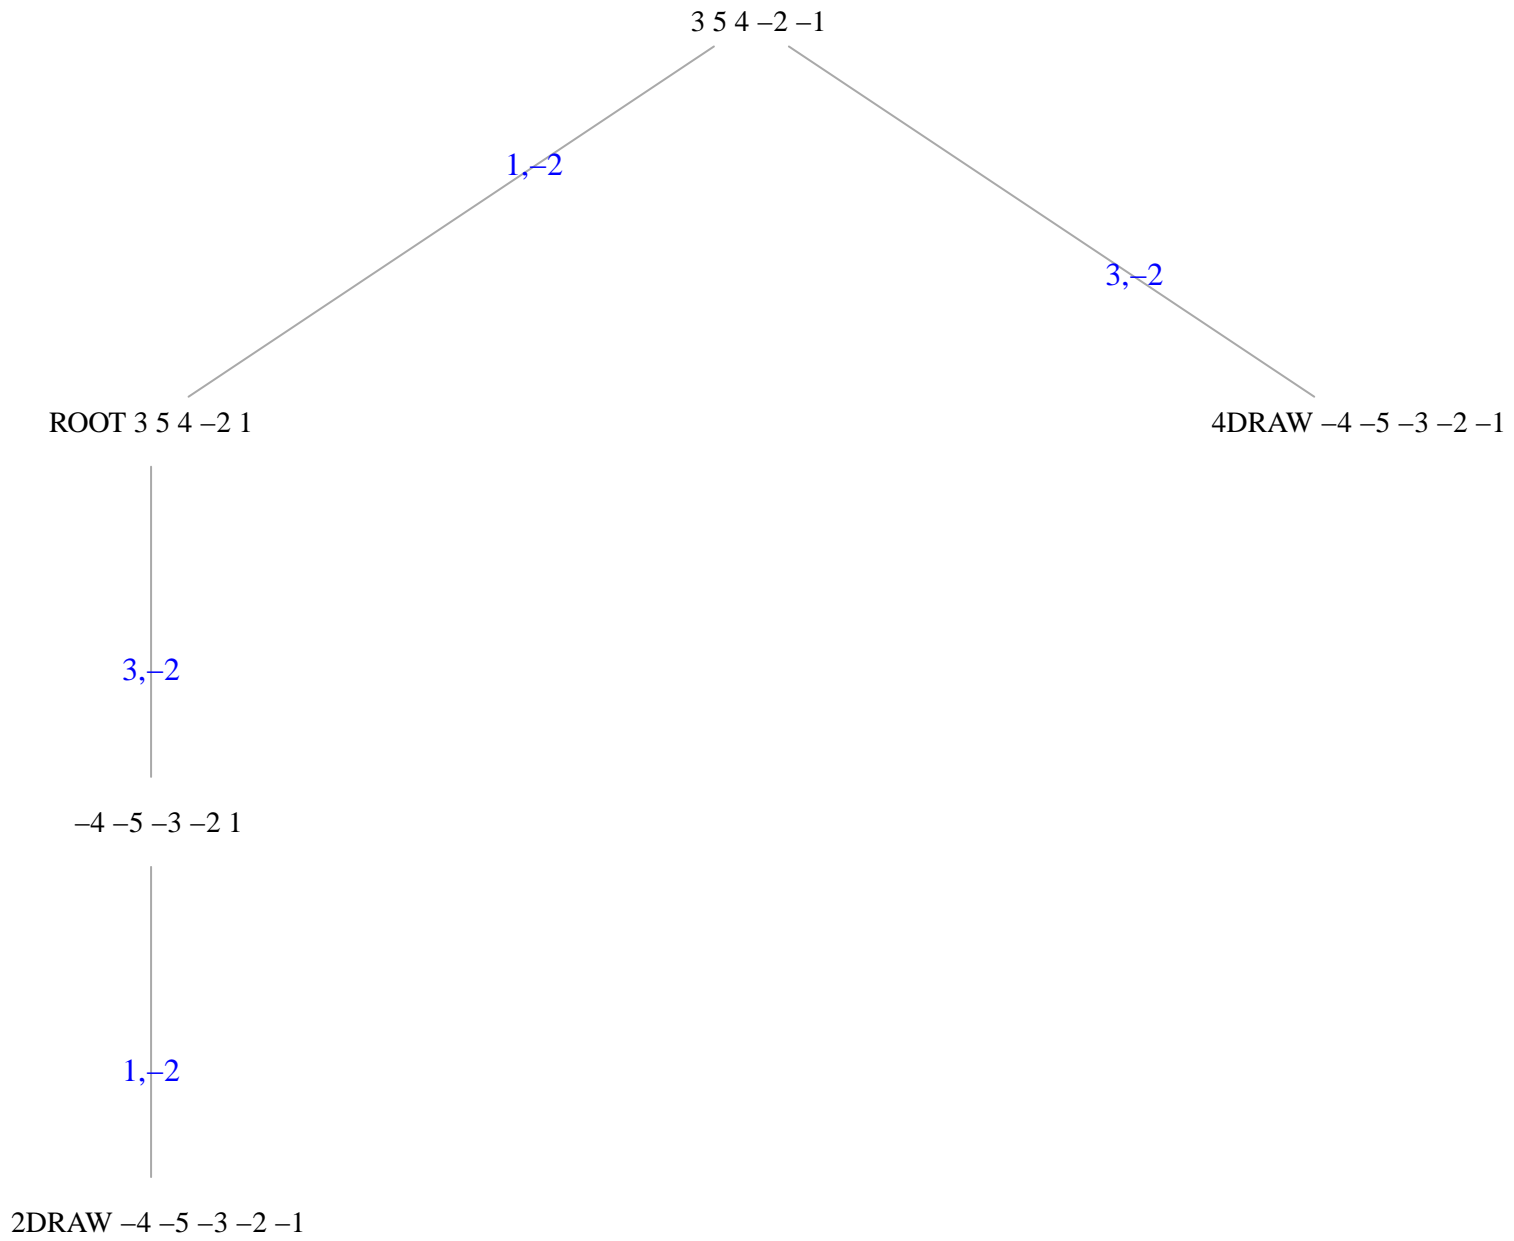 3 5 4 –2 –1
1,–2
3,–2
ROOT 3 5 4 –2 1
4DRAW –4 –5 –3 –2 –1
3,–2
–4 –5 –3 –2 1
1,–2
2DRAW –4 –5 –3 –2 –1